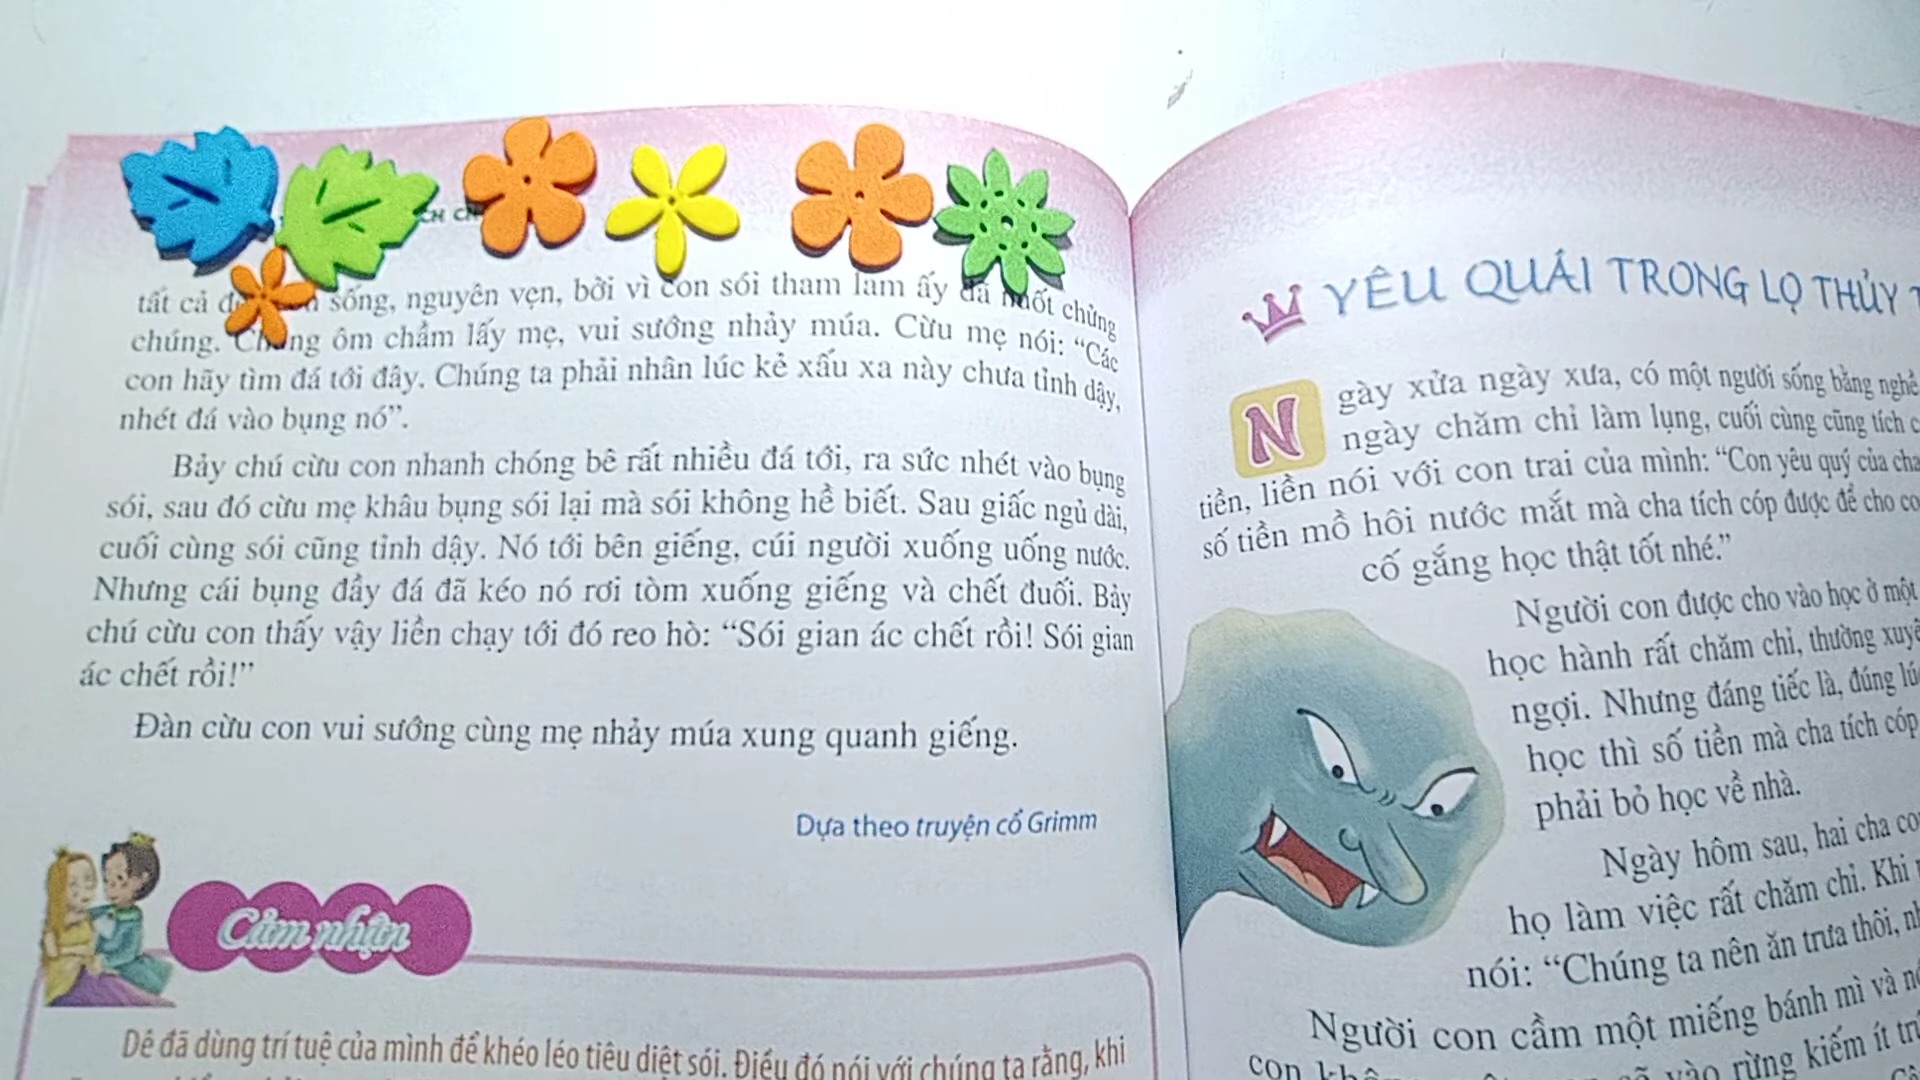 CH C
tất cả sống, nguyên vẹn, bởi vì con sói tham lam ấy đã nuốt chửng
chúng. Chúng ôm chầm lấy mẹ, vui sướng nhảy múa. Cừu mẹ nói: “Các
con hãy tìm đá tới đây. Chúng ta phải nhân lúc kẻ xấu xa này chưa tỉnh dậy,
nhét đá vào bụng nó”.
Bảy chú cừu con nhanh chóng bê rất nhiều đá tới, ra sức nhét vào bụng
sói, sau đó cừu mẹ khâu bụng sói lại mà sói không hề biết. Sau giấc ngủ dài,
cuối cùng sói cũng tỉnh dậy. Nó tới bên giếng, cúi người xuống uống nước.
Nhưng cái bụng đầy đá đã kéo nó rơi tòm xuống giếng và chết đuối. Bảy
chú cừu con thấy vậy liền chạy tới đó reo hò: “Sói gian ác chết rồi! Sói gian
ác chết rồi!”
Đàn cừu con vui sướng cùng mẹ nhảy múa xung quanh giếng.
Dựa theo truyện cổ Grimm
Cảm nhận
Dê đã dùng trí tuệ của mình để khéo léo tiêu diệt sói. Điều đó nói với chúng ta rằng, khi
YÊU QUÁI TRONG LỌ THỦY
Ngày xửa ngày xưa, có một người sống bằng nghề
ngày chăm chỉ làm lụng, cuối cùng cũng tích
tiền, liền nói với con trai của mình: “Con yêu quý của cha
số tiền mồ hôi nước mắt mà cha tích cóp được để cho
cố gắng học thật tốt nhé.”
Người con được cho vào học ở một
học hành rất chăm chỉ, thường
ngợi. Nhưng đáng tiếc là, đúng
học thì số tiền mà cha tích cóp
phải bỏ học về nhà.
Ngày hôm sau, hai cha
họ làm việc rất chăm chỉ. Khi
nói: “Chúng ta nên ăn trưa thôi,
Người con cầm một miếng bánh mì và
con vào rừng kiếm ít